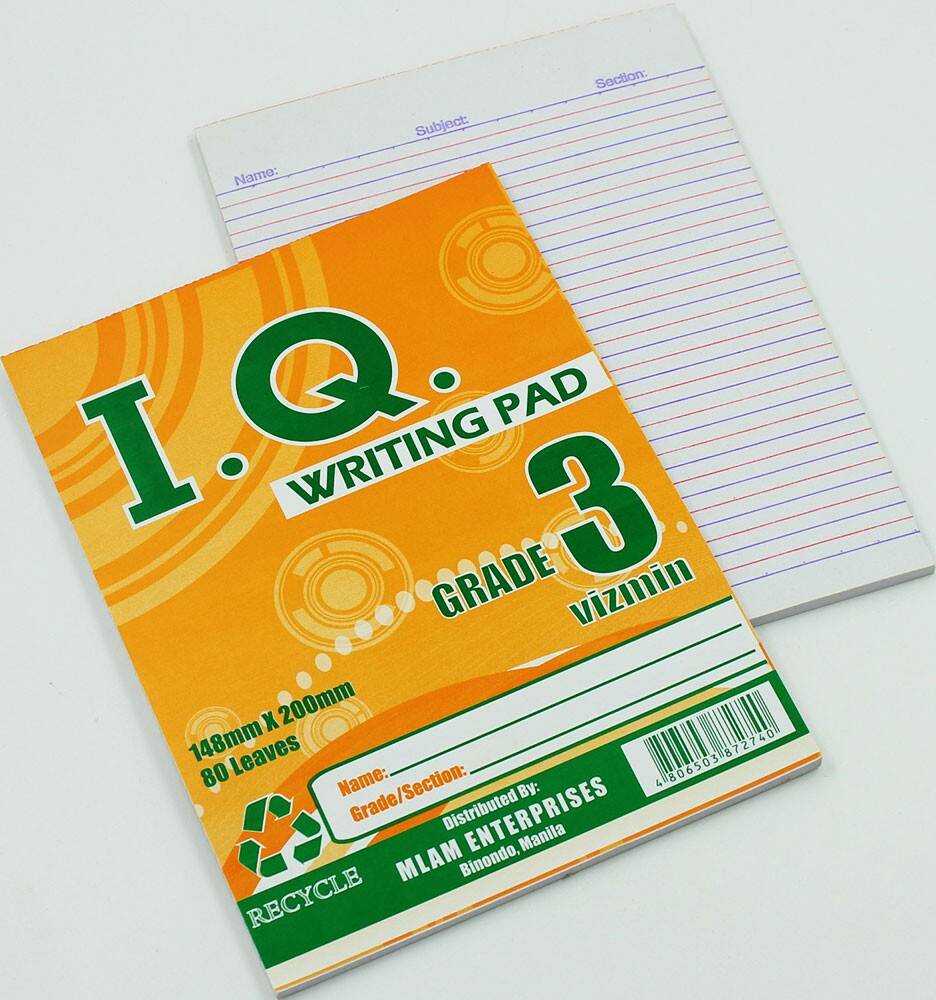 Name: Subject: Section:
I.Q.
WRITING PAD
GRADE 3
vizmin
148mm X 200mm
80 Leaves
Name:
Grade/Section:
Distributed By:
MLAM ENTERPRISES
Binondo, Manila
4 806503 872740
RECYCLE